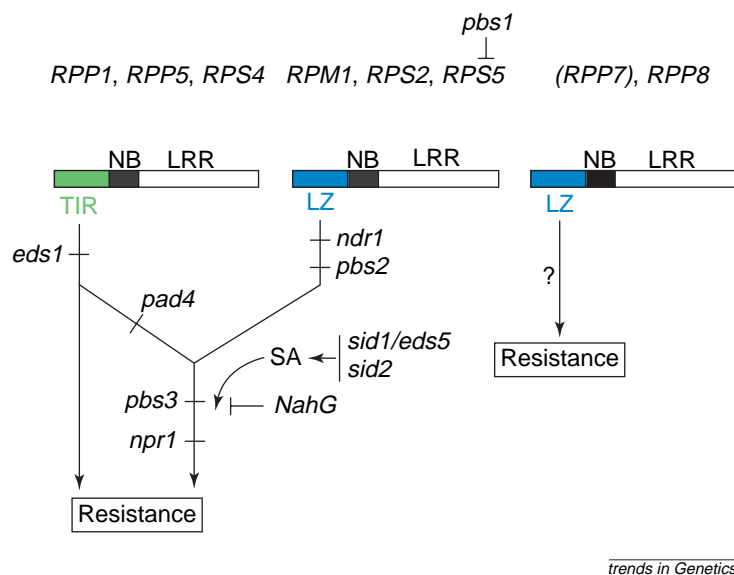 pbs1
RPP1, RPP5, RPS4
RPM1, RPS2, RPS5
(RPP7), RPP8
NB LRR
NB LRR
NB LRR
TIR
LZ
LZ
eds1
ndr1
pbs2
?
pad4
SA
sid1/eds5
sid2
Resistance
pbs3
NahG
npr1
Resistance
trends in Genetics